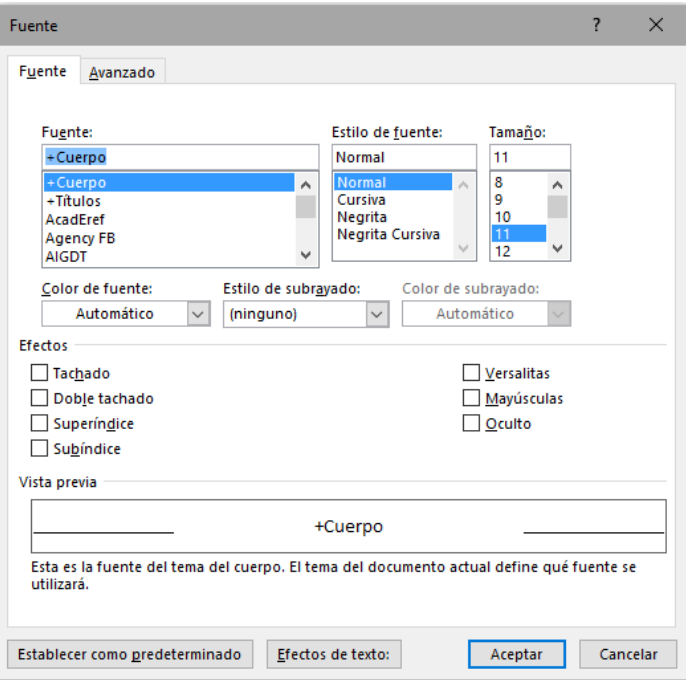 Fuente ? ×
Fuente Avanzado
Fuente: Estilo de fuente: Tamaño:
+Cuerpo Normal 11
+Cuerpo Normal 8
+Títulos Cursiva 9
AcadEref Negrita 10
Agency FB Negrita Cursiva 11
AIGDT 12
Color de fuente: Estilo de subrayado: Color de subrayado:
Automático (ninguno) Automático
Efectos
Tachado Versalitas
Doble tachado Mayúsculas
Superíndice Oculto
Subíndice
Vista previa
+Cuerpo
Esta es la fuente del tema del cuerpo. El tema del documento actual define qué fuente se
utilizará.
Establecer como predeterminado Efectos de texto: Aceptar Cancelar